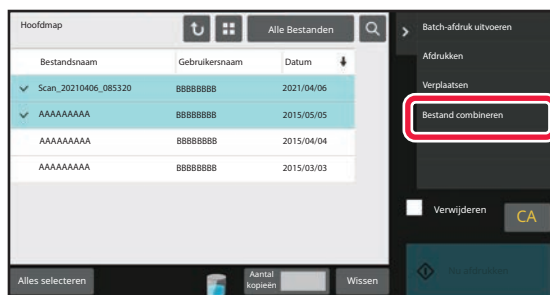 Hoofdmap
Alle Bestanden
Bestandsnaam Gebruikersnaam Datum
Scan_20210406_085320 BBBBBBBB 2021/04/06
AAAAAAAAA BBBBBBBB 2015/05/05
AAAAAAAAA BBBBBBBB 2015/04/04
AAAAAAAAA BBBBBBBB 2015/03/03
Alles selecteren
Aantal
kopieën
Wissen
Batch-afdruk uitvoeren
Afdrukken
Verplaatsen
Bestand combineren
Verwijderen
CA
Nu afdrukken